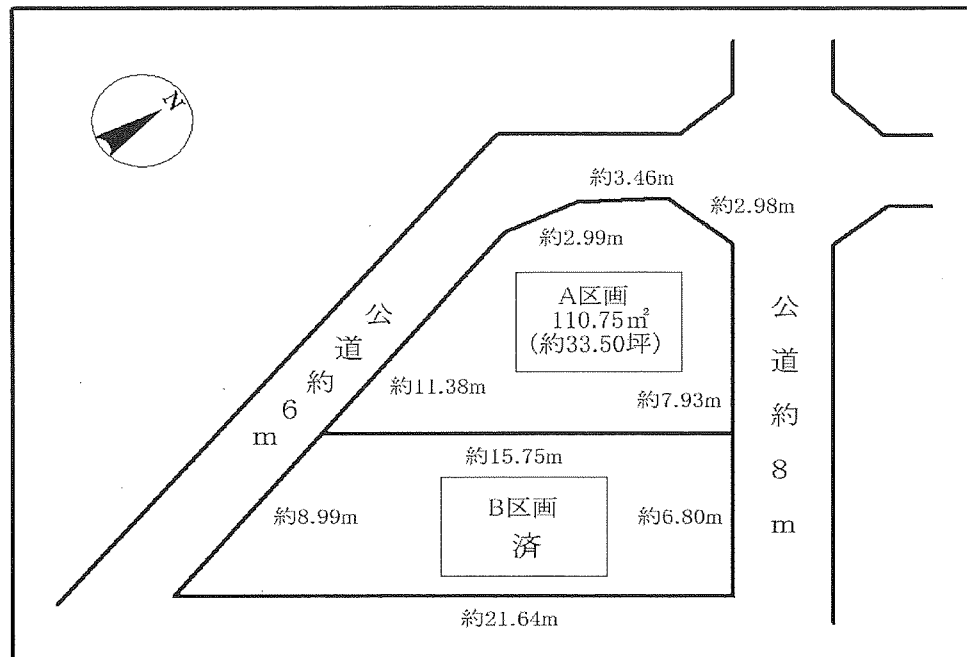 N
約3.46m
約2.98m
約2.99m
A区画
110.75㎡
(約33.50坪)
公道約6m
約11.38m
約7.93m
公道約8m
約15.75m
約8.99m
B区画
済
約6.80m
約21.64m